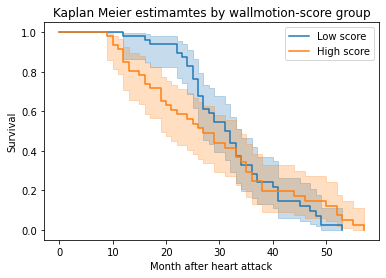 Kaplan Meier estimamtes by wallmotion-score group
Low score
High score
1.0
0.8
0.6
0.4
0.2
0.0
Survival
0 10 20 30 40 50
Month after heart attack